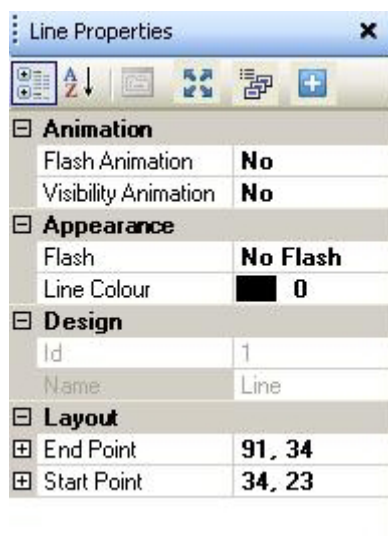 Line Properties
Animation
Flash Animation No
Visibility Animation No
Appearance
Flash No Flash
Line Colour 0
Design
Id 1
Name Line
Layout
End Point 91, 34
Start Point 34, 23